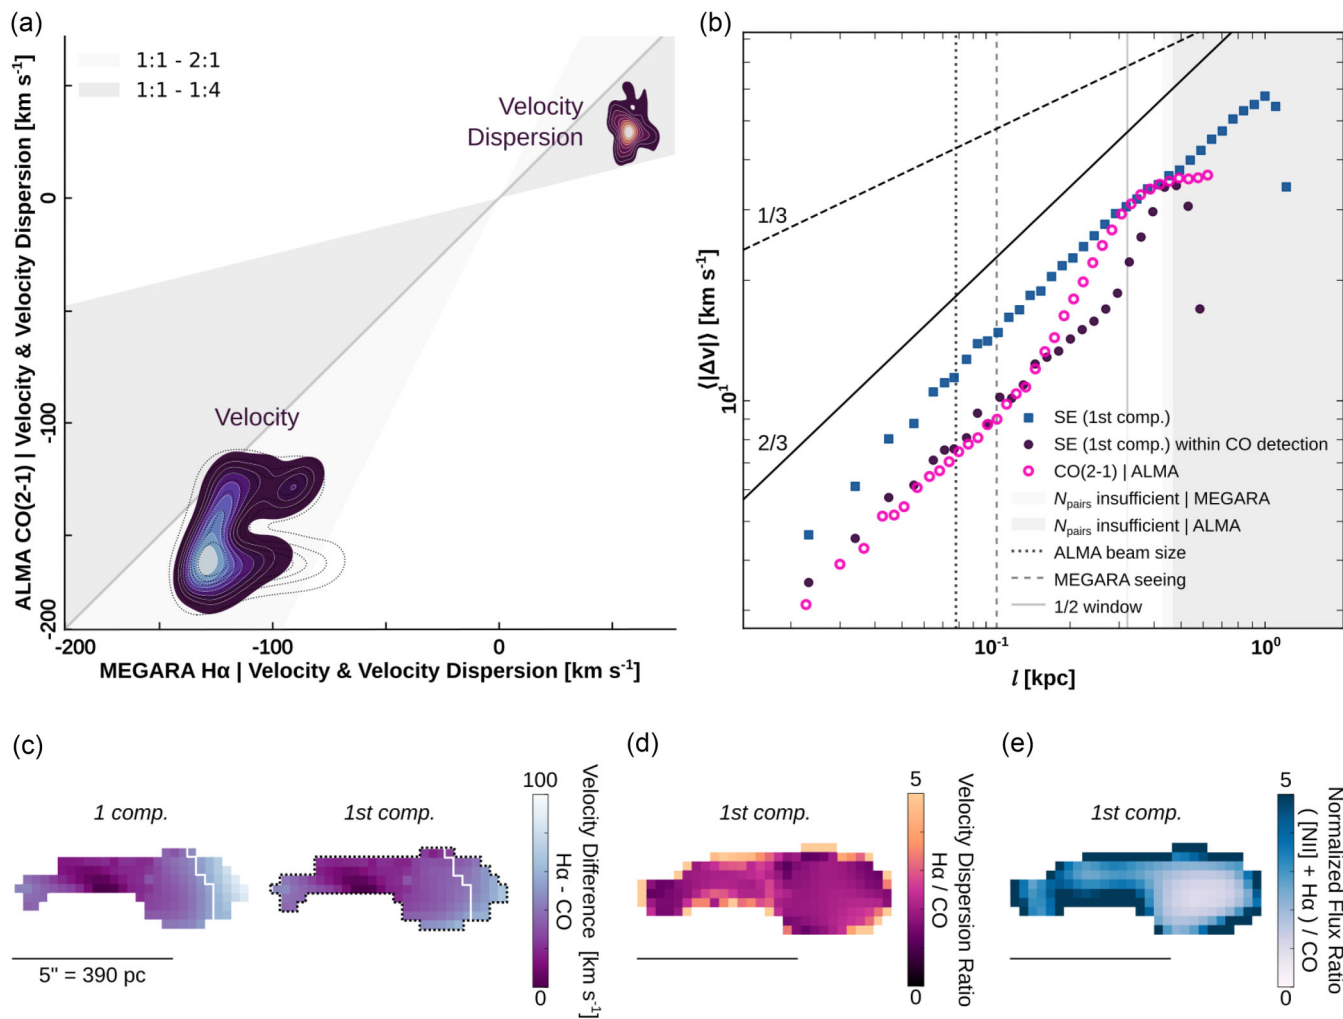 (a)
1:1 - 2:1
1:1 - 1:4
Velocity
Dispersion
Velocity
0
-100
-200
-200
-100
0
ALMA CO(2-1) | Velocity & Velocity Dispersion [km s⁻¹]
MEGARA Hα | Velocity & Velocity Dispersion [km s⁻¹]
(b)
1/3
2/3
10¹
⟨|Δv|⟩ [km s⁻¹]
SE (1st comp.)
SE (1st comp.) within CO detection
CO(2-1) | ALMA
N_pairs insufficient | MEGARA
N_pairs insufficient | ALMA
ALMA beam size
MEGARA seeing
1/2 window
10⁻¹
10⁰
l [kpc]
(c)
1 comp.
1st comp.
5" = 390 pc
100
0
Velocity Difference
Hα - CO [km s⁻¹]
(d)
1st comp.
5
0
Velocity Dispersion Ratio
Hα / CO
(e)
1st comp.
5
0
Normalized Flux Ratio
( [NII] + Hα ) / CO